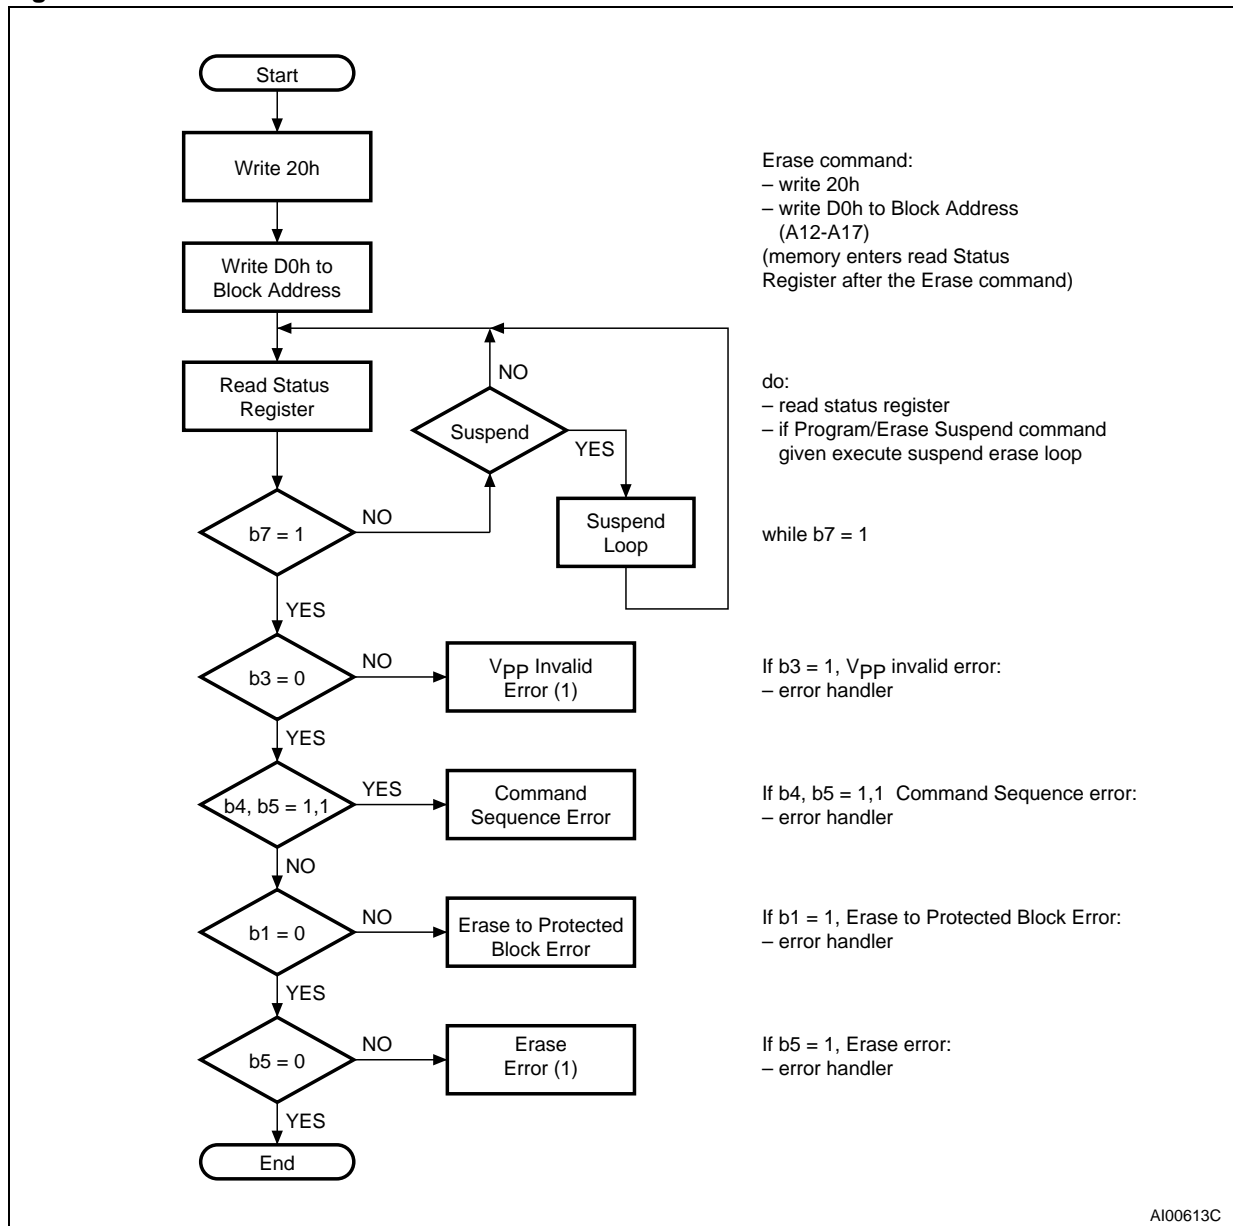 Start
Write 20h
Erase command:
– write 20h
– write D0h to Block Address
(A12-A17)
(memory enters read Status
Register after the Erase command)
Write D0h to
Block Address
Read Status
Register
NO
Suspend
YES
do:
– read status register
– if Program/Erase Suspend command
given execute suspend erase loop
b7 = 1
NO
Suspend
Loop
while b7 = 1
YES
b3 = 0
NO
VPP Invalid
Error (1)
If b3 = 1, VPP invalid error:
– error handler
YES
b4, b5 = 1,1
YES
Command
Sequence Error
If b4, b5 = 1,1 Command Sequence error:
– error handler
NO
b1 = 0
NO
Erase to Protected
Block Error
If b1 = 1, Erase to Protected Block Error:
– error handler
YES
b5 = 0
NO
Erase
Error (1)
If b5 = 1, Erase error:
– error handler
YES
End
AI00613C